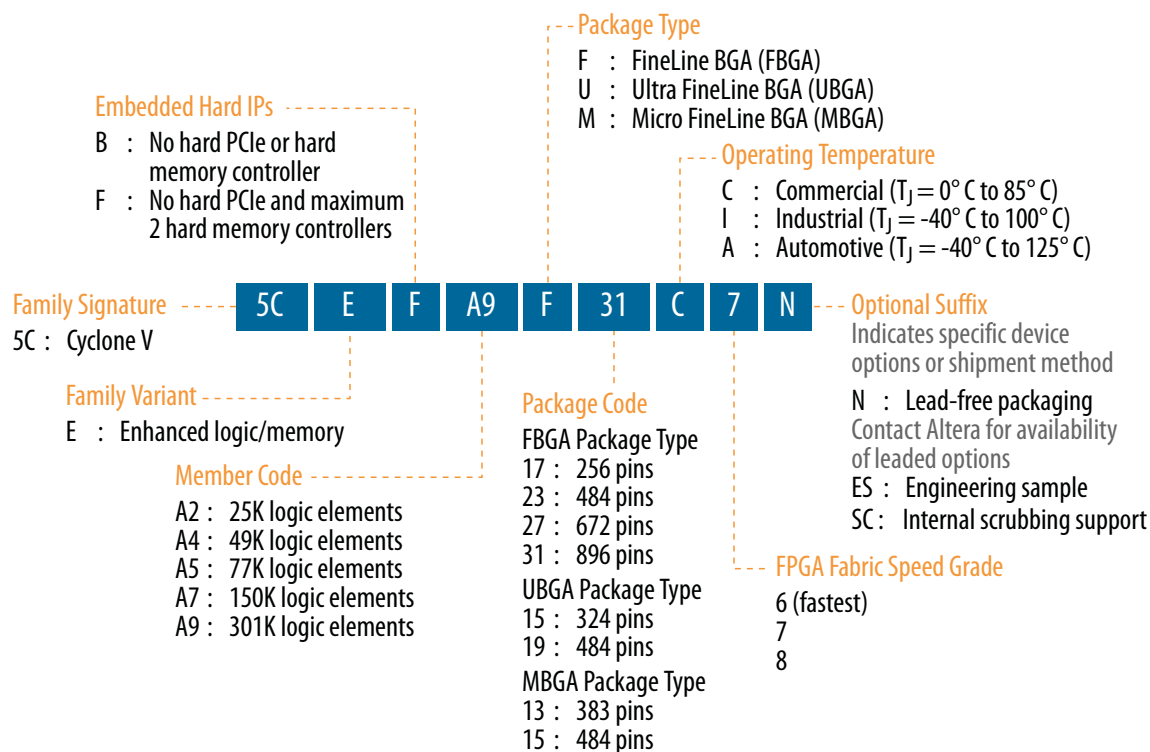 Package Type
F : FineLine BGA (FBGA)
U : Ultra FineLine BGA (UBGA)
M : Micro FineLine BGA (MBGA)
Embedded Hard IPs
B : No hard PCIe or hard
memory controller
F : No hard PCIe and maximum
2 hard memory controllers
Operating Temperature
C : Commercial (TJ = 0° C to 85° C)
I : Industrial (TJ = -40° C to 100° C)
A : Automotive (TJ = -40° C to 125° C)
Family Signature
5C : Cyclone V
5C E F A9 F 31 C 7 N
Optional Suffix
Indicates specific device
options or shipment method
N : Lead-free packaging
Contact Altera for availability
of leaded options
ES : Engineering sample
SC : Internal scrubbing support
Family Variant
E : Enhanced logic/memory
Member Code
A2 : 25K logic elements
A4 : 49K logic elements
A5 : 77K logic elements
A7 : 150K logic elements
A9 : 301K logic elements
Package Code
FBGA Package Type
17 : 256 pins
23 : 484 pins
27 : 672 pins
31 : 896 pins
UBGA Package Type
15 : 324 pins
19 : 484 pins
MBGA Package Type
13 : 383 pins
15 : 484 pins
FPGA Fabric Speed Grade
6 (fastest)
7
8